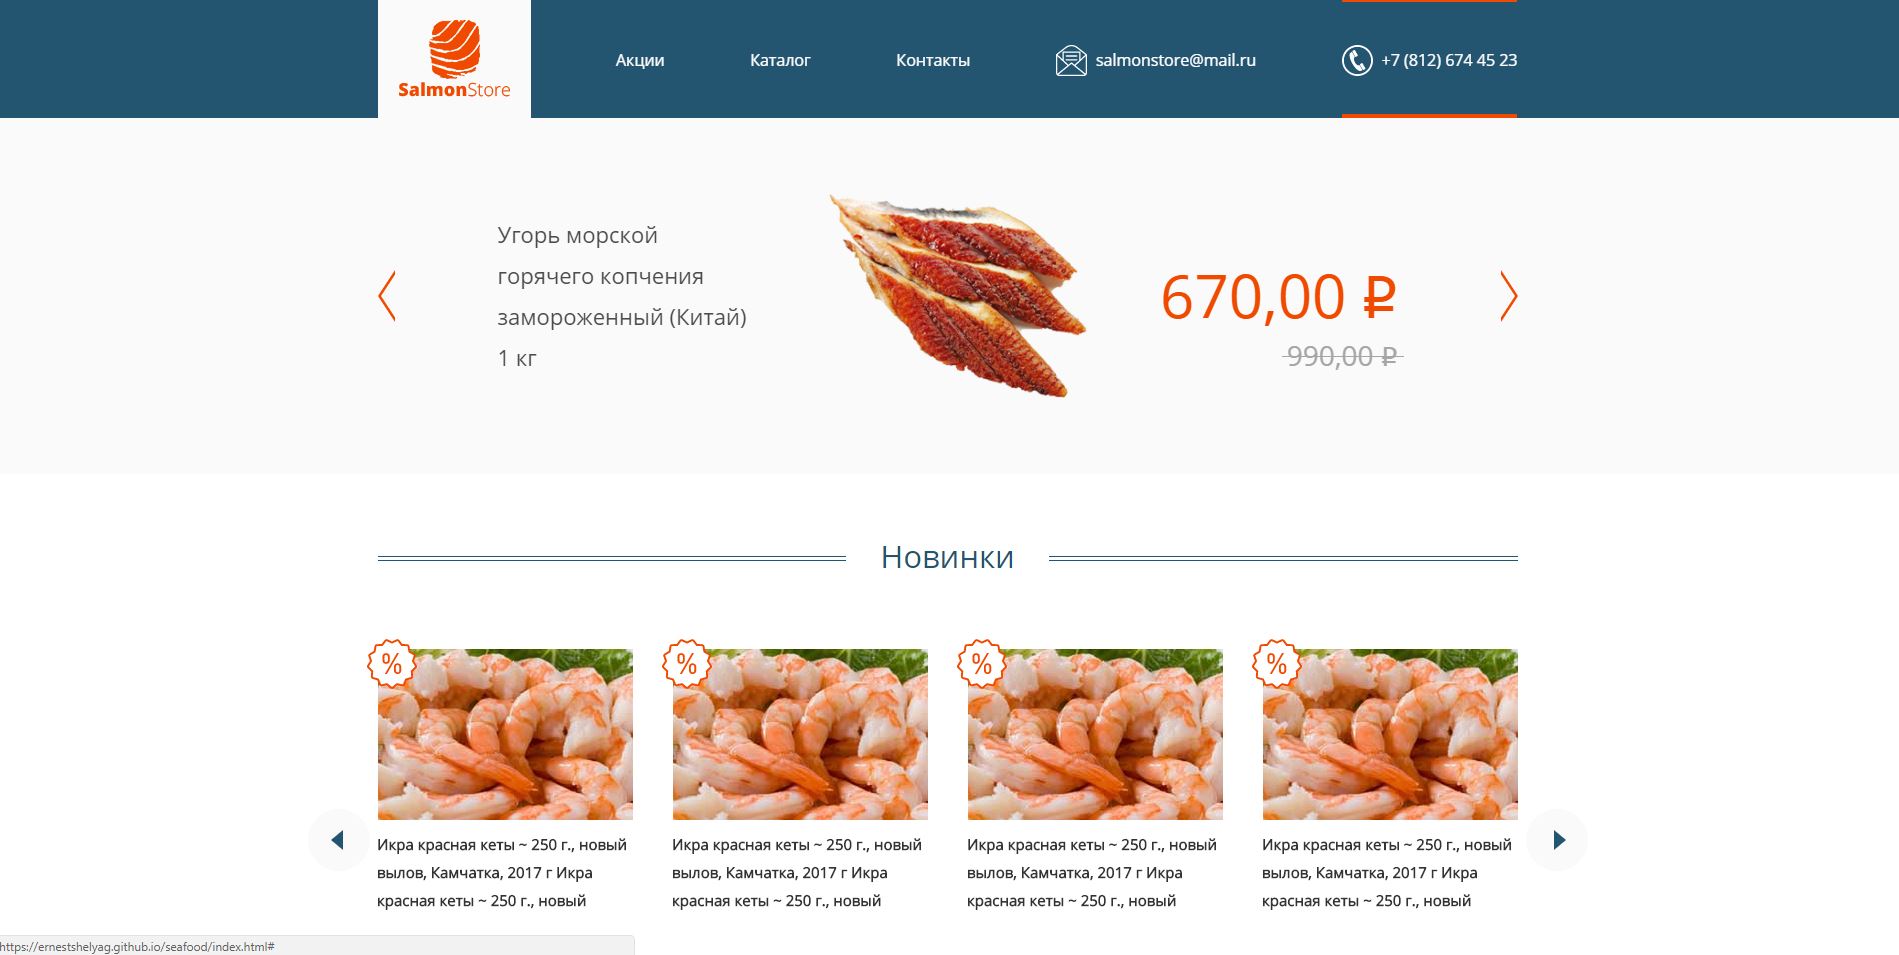 SalmonStore
Акции
Каталог
Контакты
salmonstore@mail.ru
+7 (812) 674 45 23
Угорь морской
горячего копчения
замороженный (Китай)
1 кг
670,00 ₽
990,00 ₽
Новинки
%
%
%
%
Икра красная кеты ~ 250 г., новый
вылов, Камчатка, 2017 г Икра
красная кеты ~ 250 г., новый
Икра красная кеты ~ 250 г., новый
вылов, Камчатка, 2017 г Икра
красная кеты ~ 250 г., новый
Икра красная кеты ~ 250 г., новый
вылов, Камчатка, 2017 г Икра
красная кеты ~ 250 г., новый
Икра красная кеты ~ 250 г., новый
вылов, Камчатка, 2017 г Икра
красная кеты ~ 250 г., новый
https://ernestshelyag.github.io/seafood/index.html#